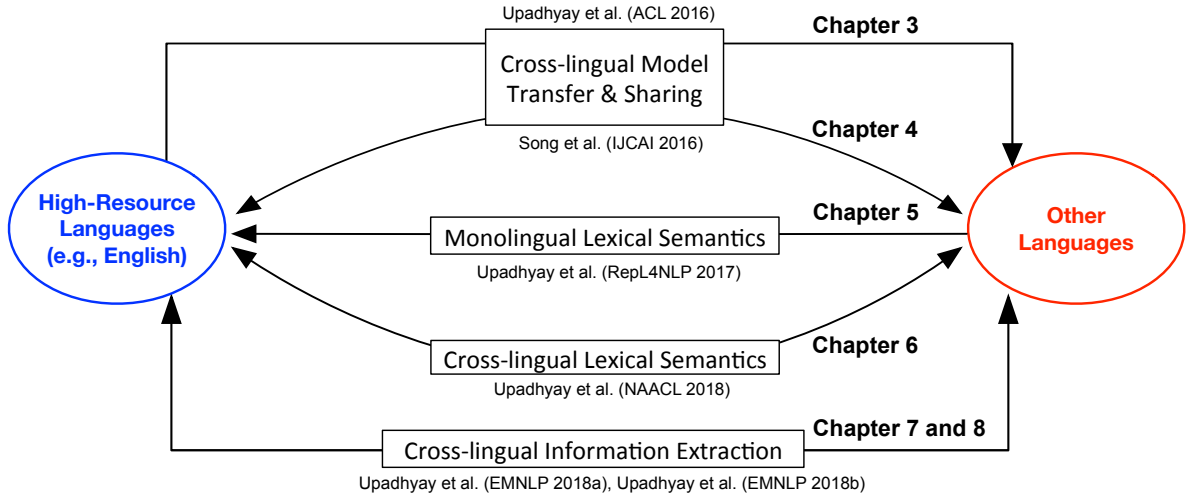 Upadhyay et al. (ACL 2016)
Chapter 3
Cross-lingual Model
Transfer & Sharing
Chapter 4
Song et al. (IJCAI 2016)
High-Resource
Languages
(e.g., English)
Chapter 5
Other
Languages
Monolingual Lexical Semantics
Upadhyay et al. (RepL4NLP 2017)
Cross-lingual Lexical Semantics
Chapter 6
Upadhyay et al. (NAACL 2018)
Chapter 7 and 8
Cross-lingual Information Extraction
Upadhyay et al. (EMNLP 2018a), Upadhyay et al. (EMNLP 2018b)